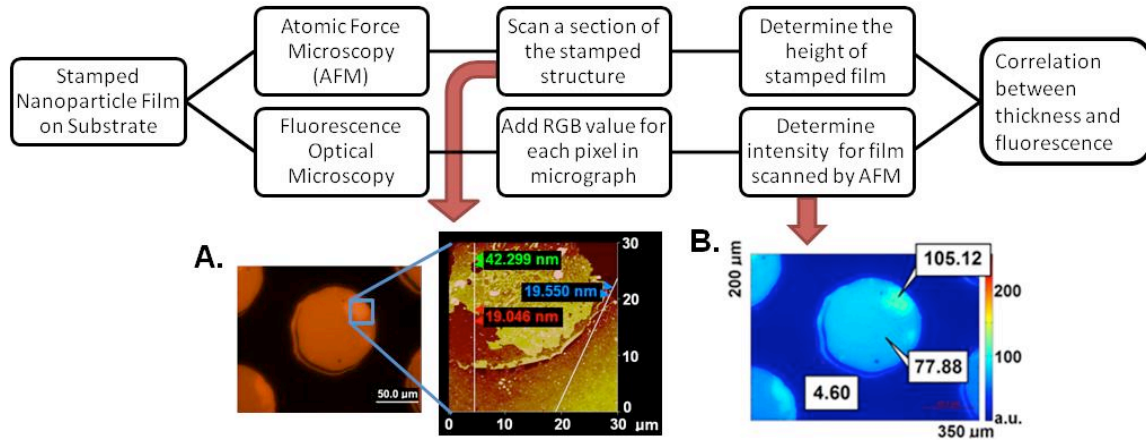 Stamped
Nanoparticle Film
on Substrate
Atomic Force
Microscopy
(AFM)
Scan a section
of the stamped
structure
Determine the
height of
stamped film
Fluorescence
Optical
Microscopy
Add RGB value for
each pixel in
micrograph
Determine
intensity for film
scanned by AFM
Correlation
between
thickness and
fluorescence
A.
50.0 µm
42.299 nm
19.550 nm
19.046 nm
30
20
10
0
0 10 20 30
µm
B.
200 µm
105.12
77.88
4.60
200
100
a.u.
350 µm